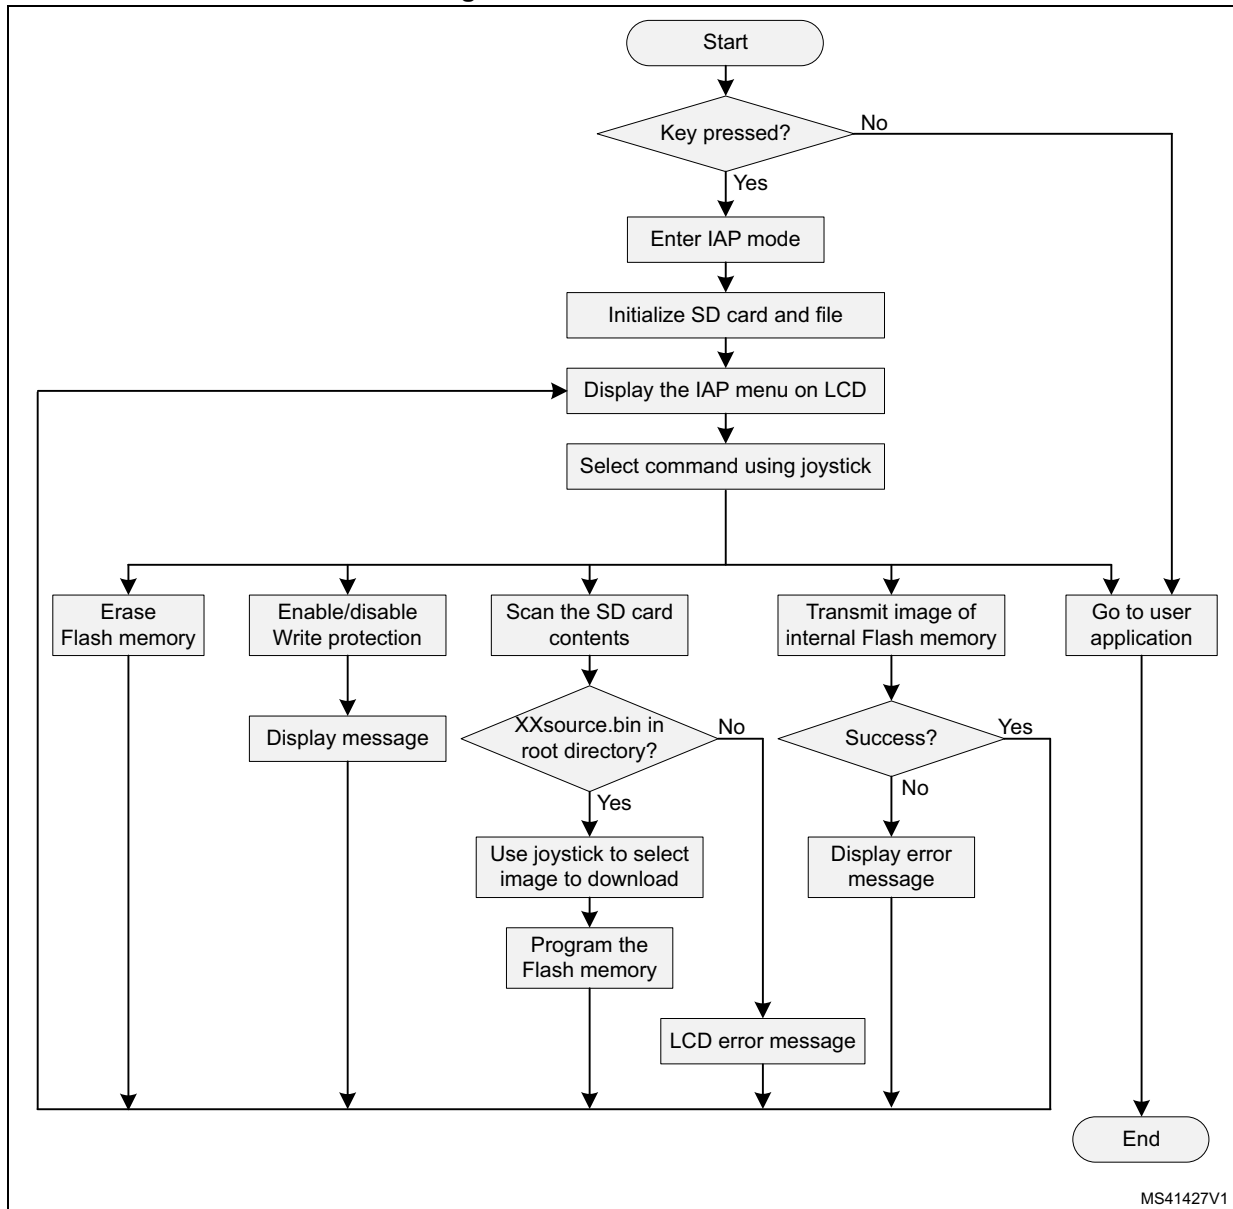 Start
Key pressed?
No
Yes
Enter IAP mode
Initialize SD card and file
Display the IAP menu on LCD
Select command using joystick
Erase
Flash memory
Enable/disable
Write protection
Scan the SD card
contents
Transmit image of
internal Flash memory
Go to user
application
Display message
XXsource.bin in
root directory?
No
Success?
Yes
Yes
No
Use joystick to select
image to download
Display error
message
Program the
Flash memory
LCD error message
End
MS41427V1